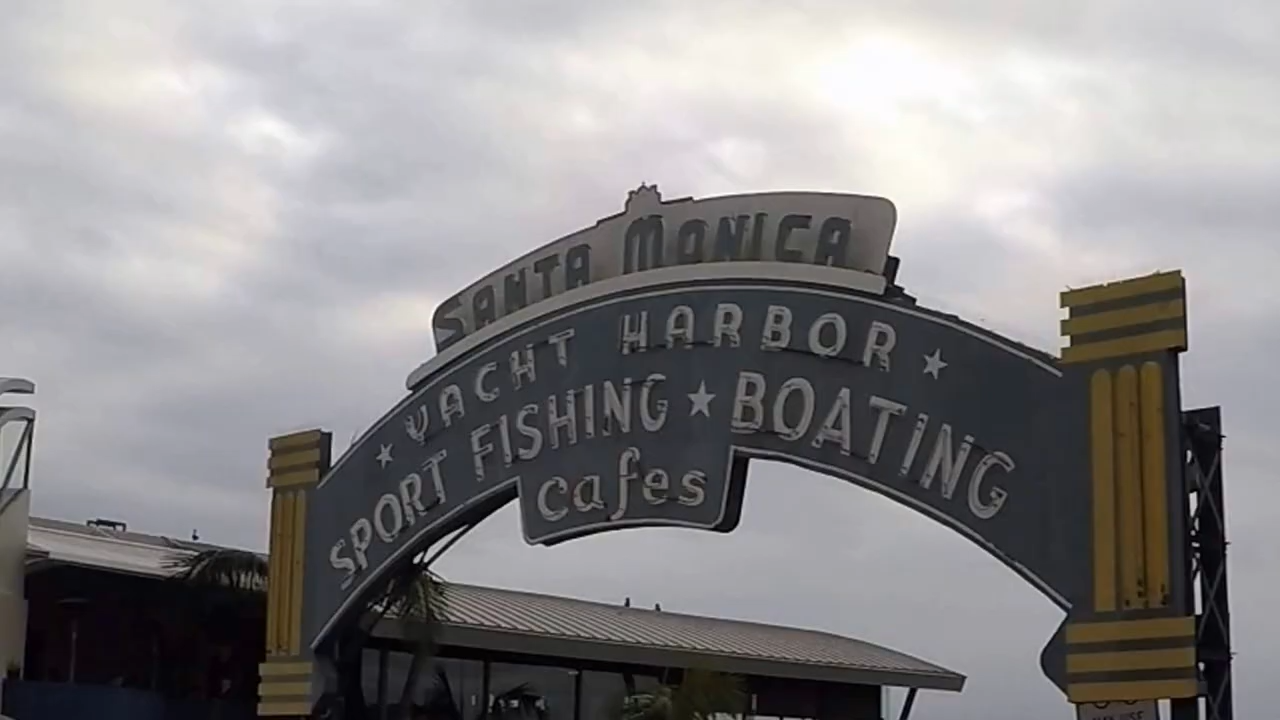 SANTA MONICA
YACHT HARBOR
SPORT FISHING BOATING
Cafes